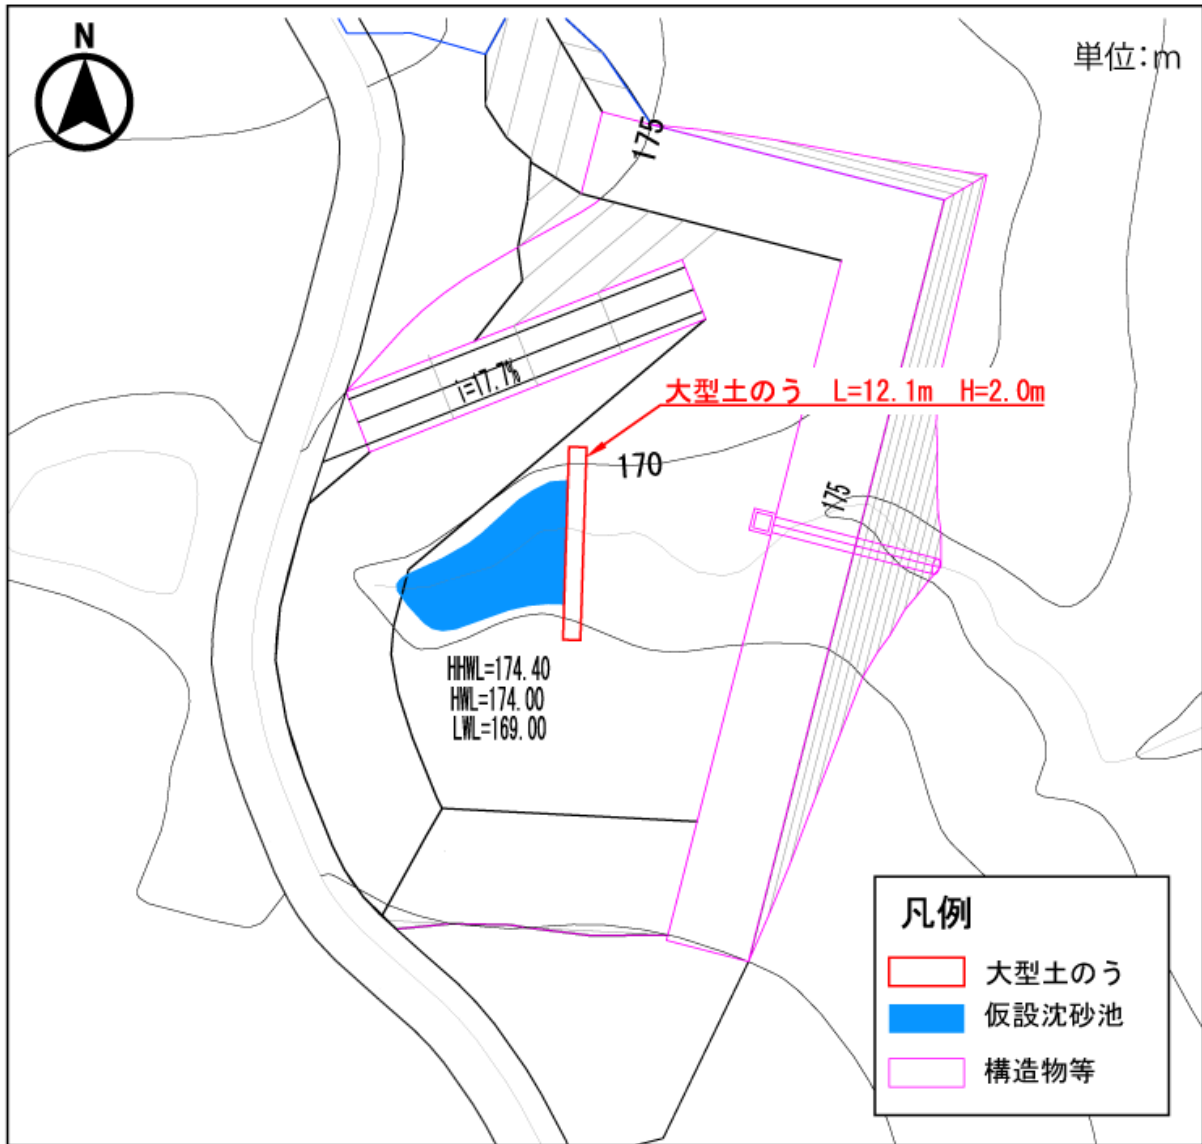 N
単位:m
175
i=17.7%
大型土のう L=12.1m H=2.0m
170
175
HHWL=174.40
HWL=174.00
LWL=169.00
凡例
大型土のう
仮設沈砂池
構造物等